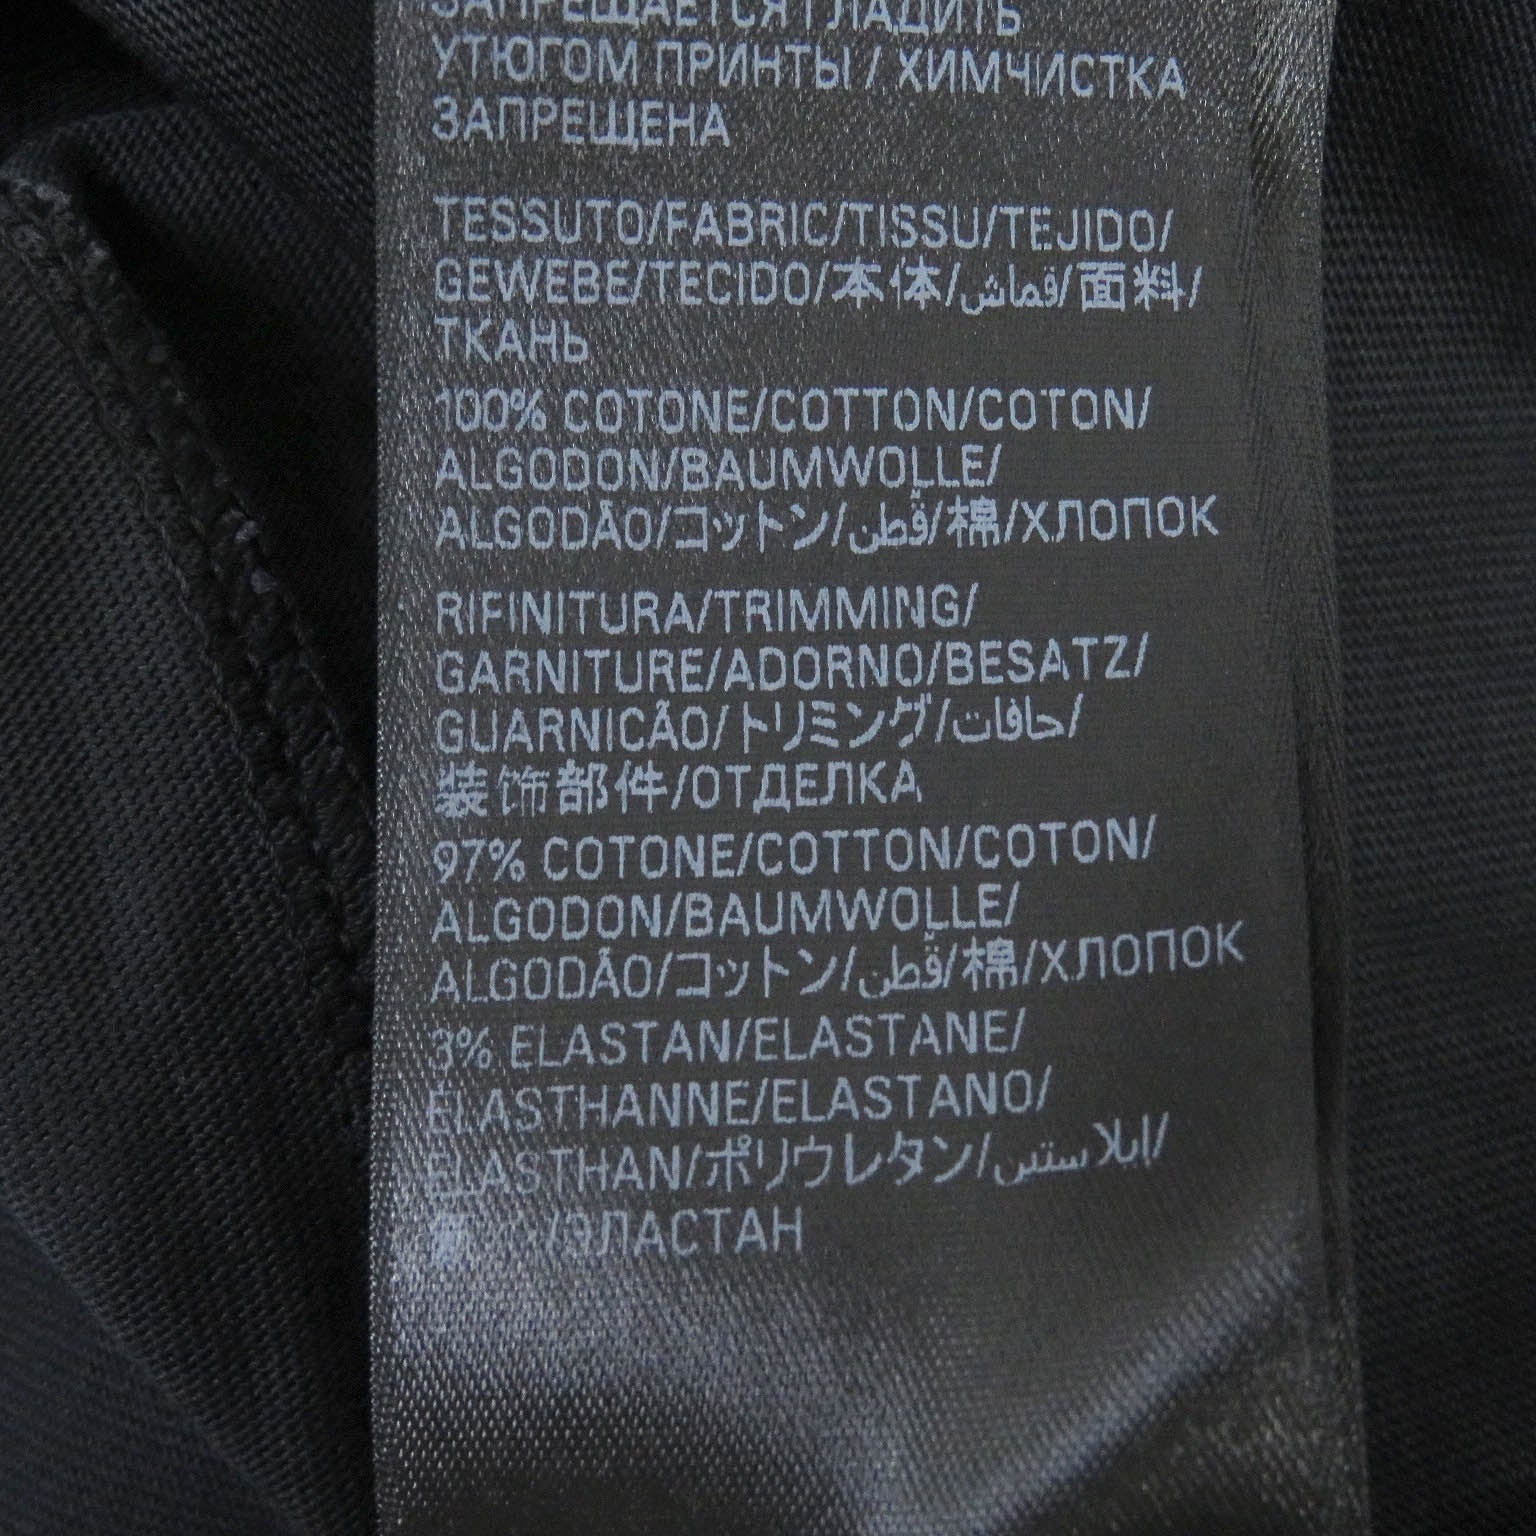 ЗАПРЕЩАЕТСЯ ГЛАДИТЬ
УТЮГОМ ПРИНТЫ / ХИМЧИСТКА
ЗАПРЕЩЕНА
TESSUTO/FABRIC/TISSU/TEJIDO/
GEWEBE/TECIDO/本体/قماش/面料/
ТКАНЬ
100% COTONE/COTTON/COTON/
ALGODON/BAUMWOLLE/
ALGODÃO/コットン/قطن/棉/ХЛОПОК
RIFINITURA/TRIMMING/
GARNITURE/ADORNO/BESATZ/
GUARNICÃO/トリミング/حافات/
装饰部件/ОТДЕЛКА
97% COTONE/COTTON/COTON/
ALGODON/BAUMWOLLE/
ALGODÃO/コットン/قطن/棉/ХЛОПОК
3% ELASTAN/ELASTANE/
ELASTHANNE/ELASTANO/
ELASTHAN/ポリウレタン/إيلاستين/
/ЭЛАСТАН